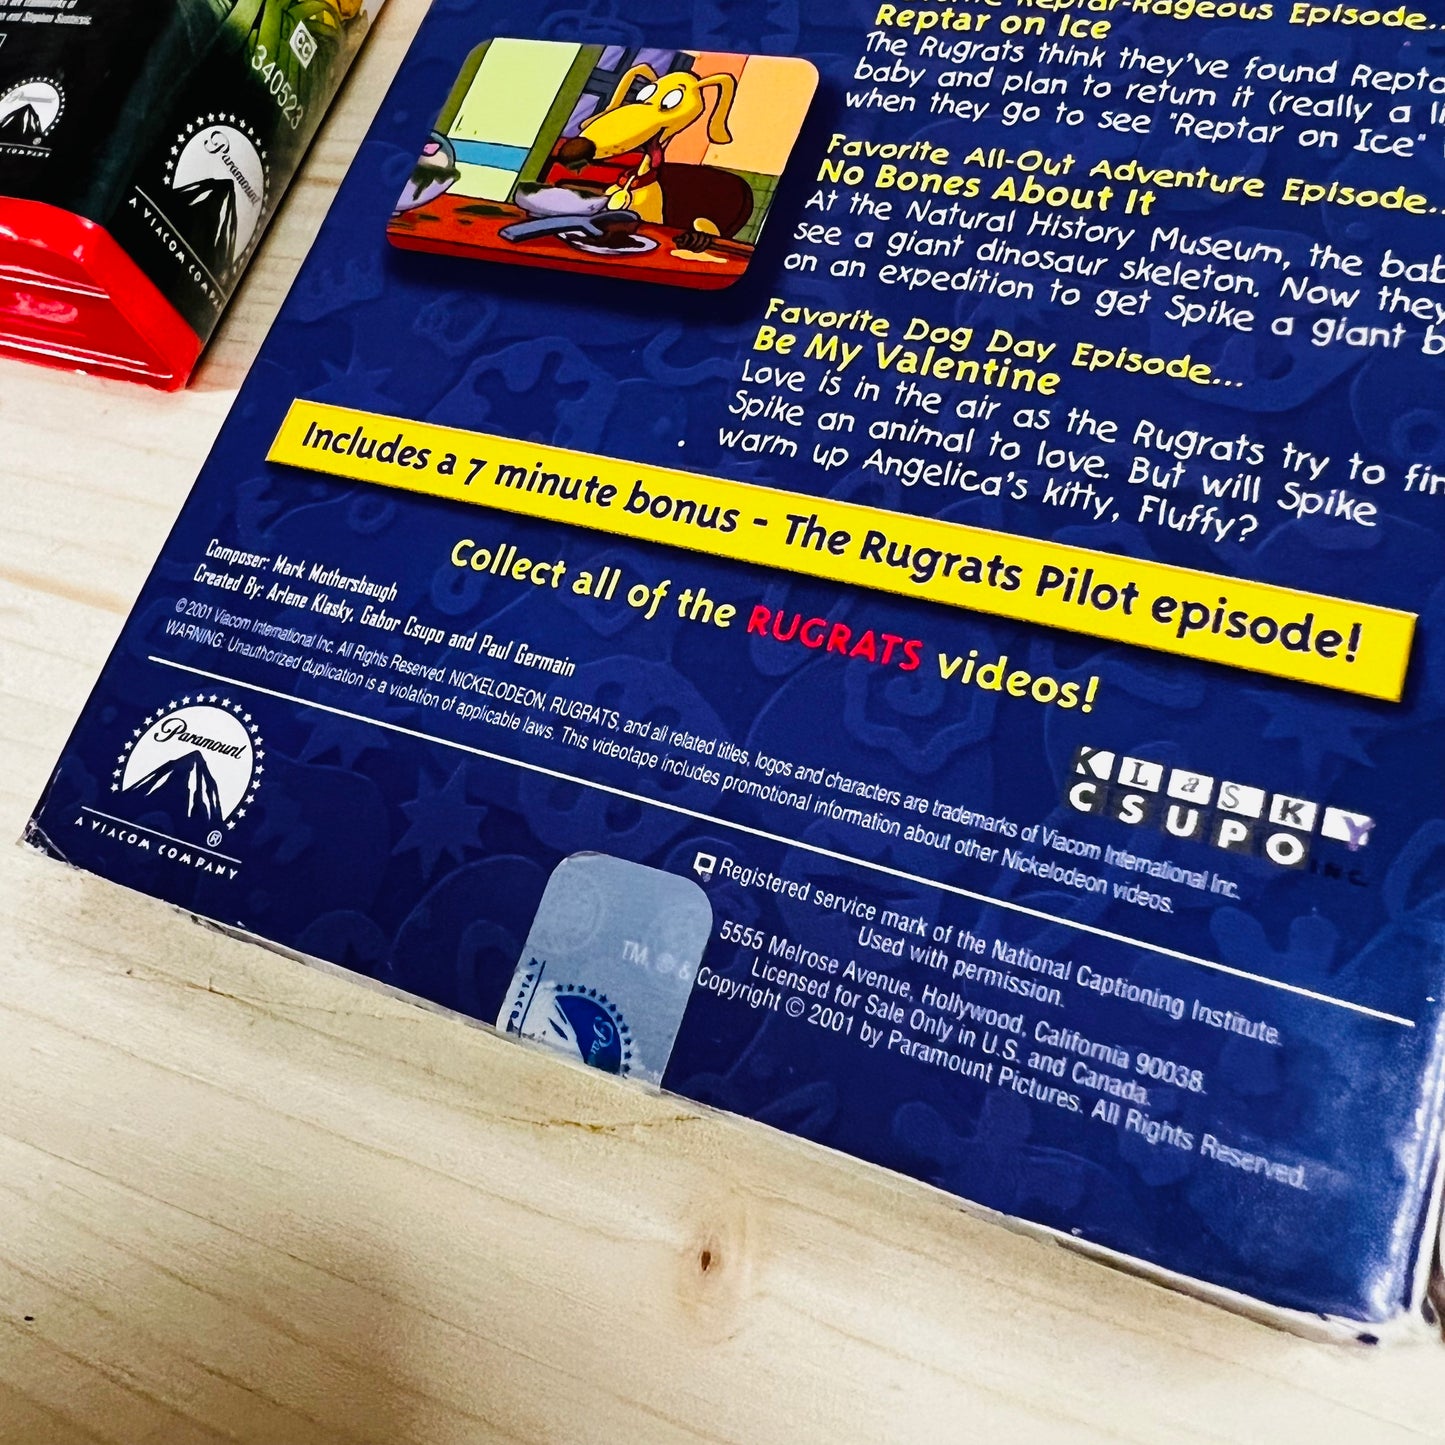 340523
CC
Paramount
A VIACOM COMPANY
Reptar-Rageous Episode...
Reptar on Ice
The Rugrats think they've found
baby and plan to return it (really a
when they go to see "Reptar on Ice"
Favorite All-Out Adventure Episode...
No Bones About It
At the Natural History Museum, the
see a giant dinosaur skeleton. Now they
on an expedition to get Spike a giant
Favorite Dog Day Episode...
Be My Valentine
Love is in the air as the Rugrats try to
Spike an animal to love. But will Spike
warm up Angelica's kitty, Fluffy?
Includes a 7 minute bonus - The Rugrats Pilot episode!
Collect all of the RUGRATS videos!
Composer: Mark Mothersbaugh
Created By: Arlene Klasky, Gabor Csupo and Paul Germain
© 2001 Viacom International Inc. All Rights Reserved. NICKELODEON, RUGRATS, and all related titles, logos and characters are trademarks of Viacom International Inc.
WARNING: Unauthorized duplication is a violation of applicable laws. This videotape includes promotional information about other Nickelodeon videos.
KLaSKY
CSUPO INC.
Paramount
®
A VIACOM COMPANY
Registered service mark of the National Captioning Institute.
Used with permission.
5555 Melrose Avenue, Hollywood, California 90038.
Licensed for Sale Only in U.S. and Canada.
TM, ® & Copyright © 2001 by Paramount Pictures. All Rights Reserved.